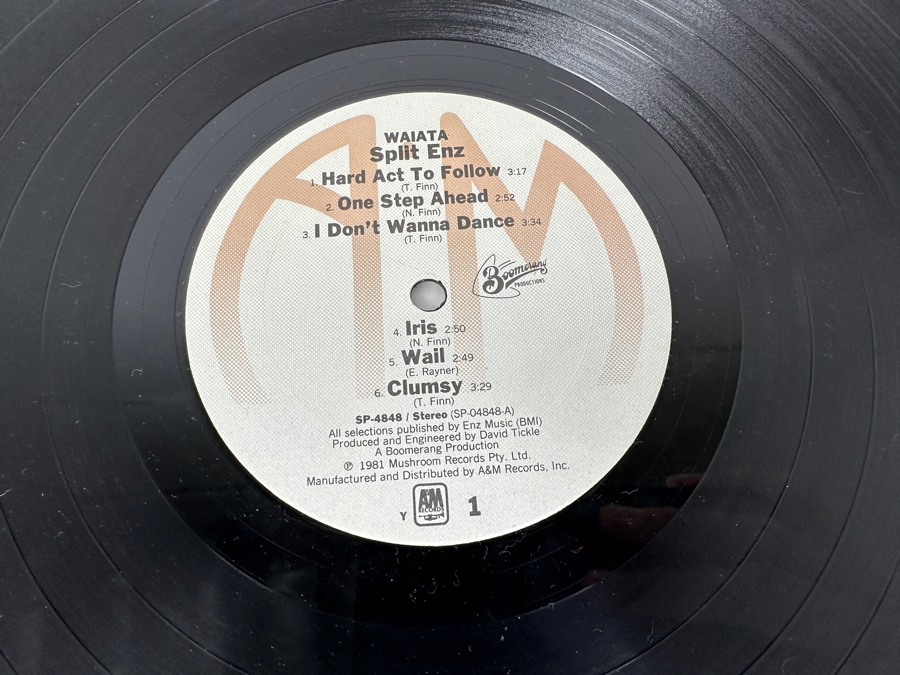 WAIATA
Split Enz
1. Hard Act To Follow 3:17
(T. Finn)
2. One Step Ahead 2:52
(N. Finn)
3. I Don't Wanna Dance 3:34
(T. Finn)
Boomerang
PRODUCTIONS
4. Iris 2:50
(N. Finn)
5. Wail 2:49
(E. Rayner)
6. Clumsy 3:29
(T. Finn)
SP-4848 / Stereo (SP-04848-A)
All selections published by Enz Music (BMI)
Produced and Engineered by David Tickle
A Boomerang Production
℗ 1981 Mushroom Records Pty. Ltd.
Manufactured and Distributed by A&M Records, Inc.
Y A&M RECORDS 1